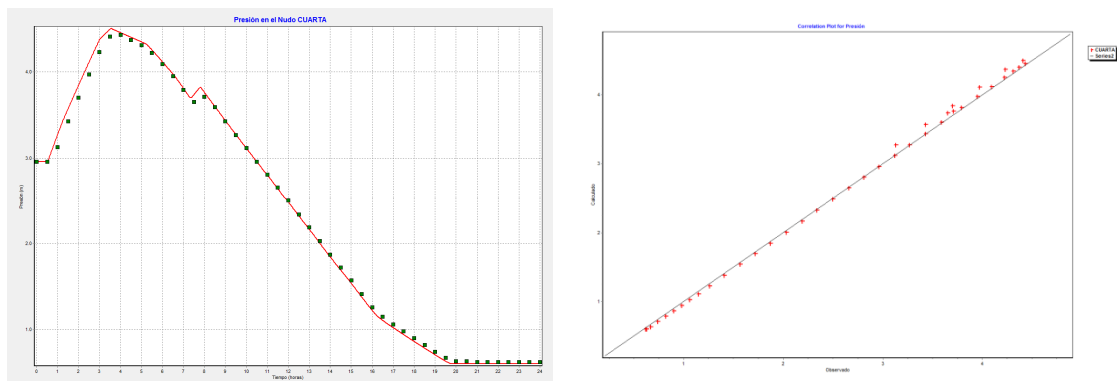 Presión en el Nudo CUARTA
Presión (m)
4.0
3.0
2.0
1.0
0 1 2 3 4 5 6 7 8 9 10 11 12 13 14 15 16 17 18 19 20 21 22 23 24
Tiempo (horas)
Correlation Plot for Presión
CUARTA
Series2
Calculado
4
3
2
1
1 2 3 4
Observado